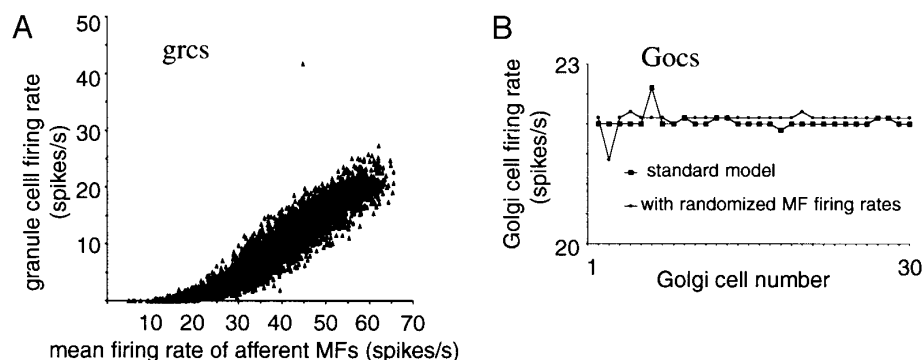 A
grcs
granule cell firing rate
(spikes/s)
50
40
30
20
10
10 20 30 40 50 60 70
mean firing rate of afferent MFs (spikes/s)
B
Gocs
Golgi cell firing rate
(spikes/s)
23
20
standard model
with randomized MF firing rates
1 30
Golgi cell number